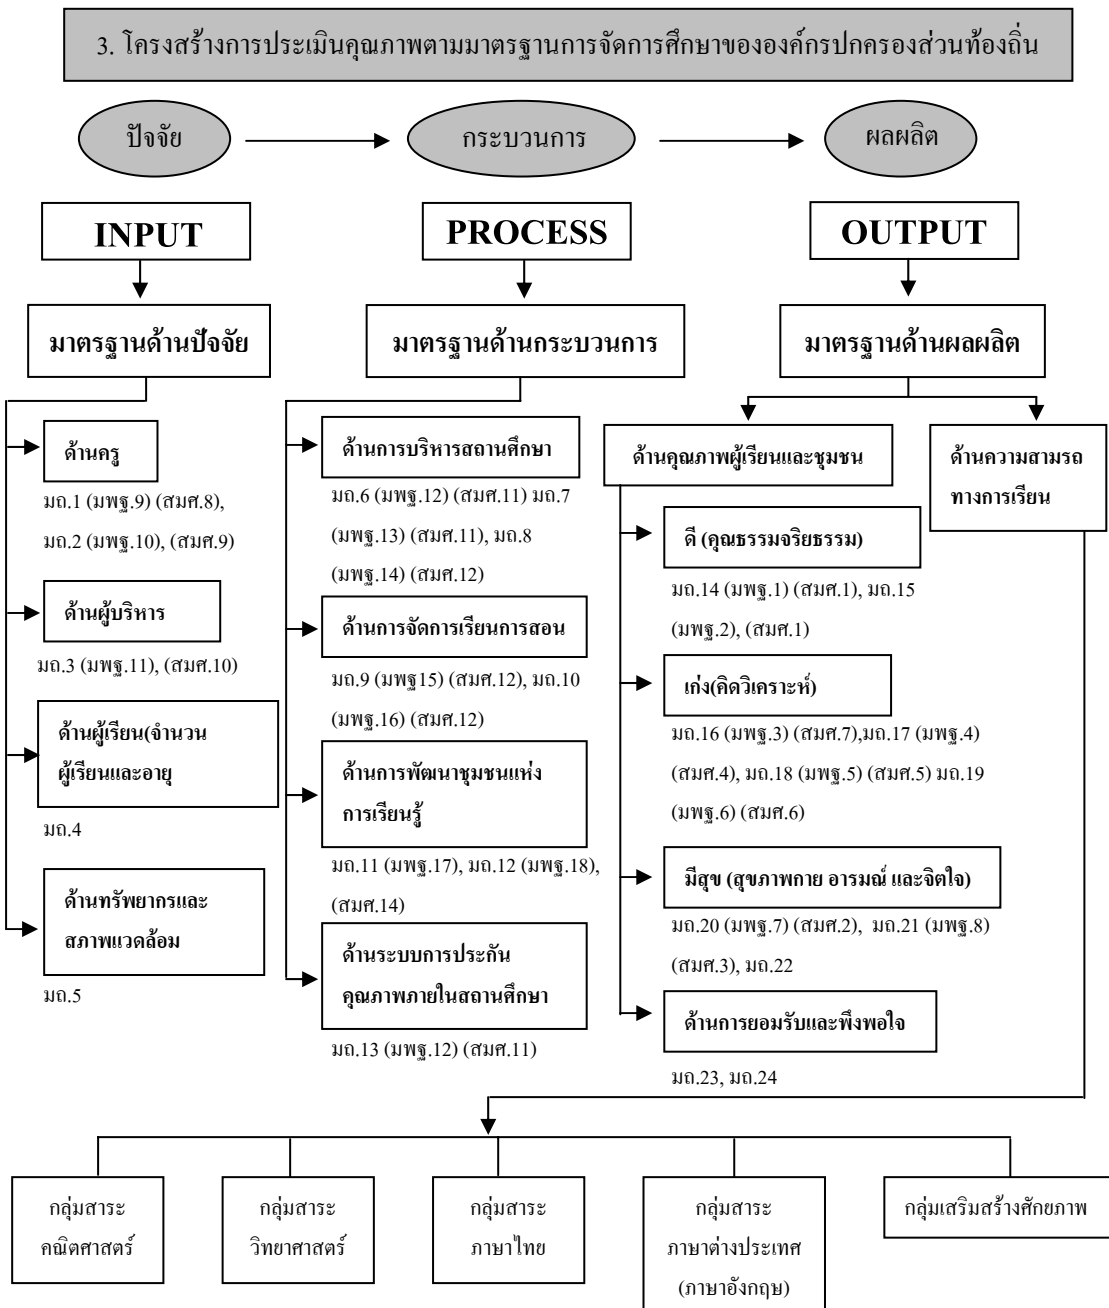 3. โครงสร้างการประเมินคุณภาพตามมาตรฐานการจัดการศึกษาขององค์กรปกครองส่วนท้องถิ่น
ปัจจัย
กระบวนการ
ผลผลิต
INPUT
PROCESS
OUTPUT
มาตรฐานด้านปัจจัย
มาตรฐานด้านกระบวนการ
มาตรฐานด้านผลผลิต
ด้านครู
มถ.1 (มพฐ.9) (สมศ.8),
มถ.2 (มพฐ.10), (สมศ.9)
ด้านผู้บริหาร
มถ.3 (มพฐ.11), (สมศ.10)
ด้านผู้เรียน(จำนวน
ผู้เรียนและอายุ
มถ.4
ด้านทรัพยากรและ
สภาพแวดล้อม
มถ.5
ด้านการบริหารสถานศึกษา
มถ.6 (มพฐ.12) (สมศ.11) มถ.7
(มพฐ.13) (สมศ.11), มถ.8
(มพฐ.14) (สมศ.12)
ด้านการจัดการเรียนการสอน
มถ.9 (มพฐ15) (สมศ.12), มถ.10
(มพฐ.16) (สมศ.12)
ด้านการพัฒนาชุมชนแห่ง
การเรียนรู้
มถ.11 (มพฐ.17), มถ.12 (มพฐ.18),
(สมศ.14)
ด้านระบบการประกัน
คุณภาพภายในสถานศึกษา
มถ.13 (มพฐ.12) (สมศ.11)
ด้านคุณภาพผู้เรียนและชุมชน
ดี (คุณธรรมจริยธรรม)
มถ.14 (มพฐ.1) (สมศ.1), มถ.15
(มพฐ.2), (สมศ.1)
เก่ง(คิดวิเคราะห์)
มถ.16 (มพฐ.3) (สมศ.7),มถ.17 (มพฐ.4)
(สมศ.4), มถ.18 (มพฐ.5) (สมศ.5) มถ.19
(มพฐ.6) (สมศ.6)
มีสุข (สุขภาพกาย อารมณ์ และจิตใจ)
มถ.20 (มพฐ.7) (สมศ.2), มถ.21 (มพฐ.8)
(สมศ.3), มถ.22
ด้านการยอมรับและพึงพอใจ
มถ.23, มถ.24
ด้านความสามรถ
ทางการเรียน
กลุ่มสาระ
คณิตศาสตร์
กลุ่มสาระ
วิทยาศาสตร์
กลุ่มสาระ
ภาษาไทย
กลุ่มสาระ
ภาษาต่างประเทศ
(ภาษาอังกฤษ)
กลุ่มเสริมสร้างศักยภาพ